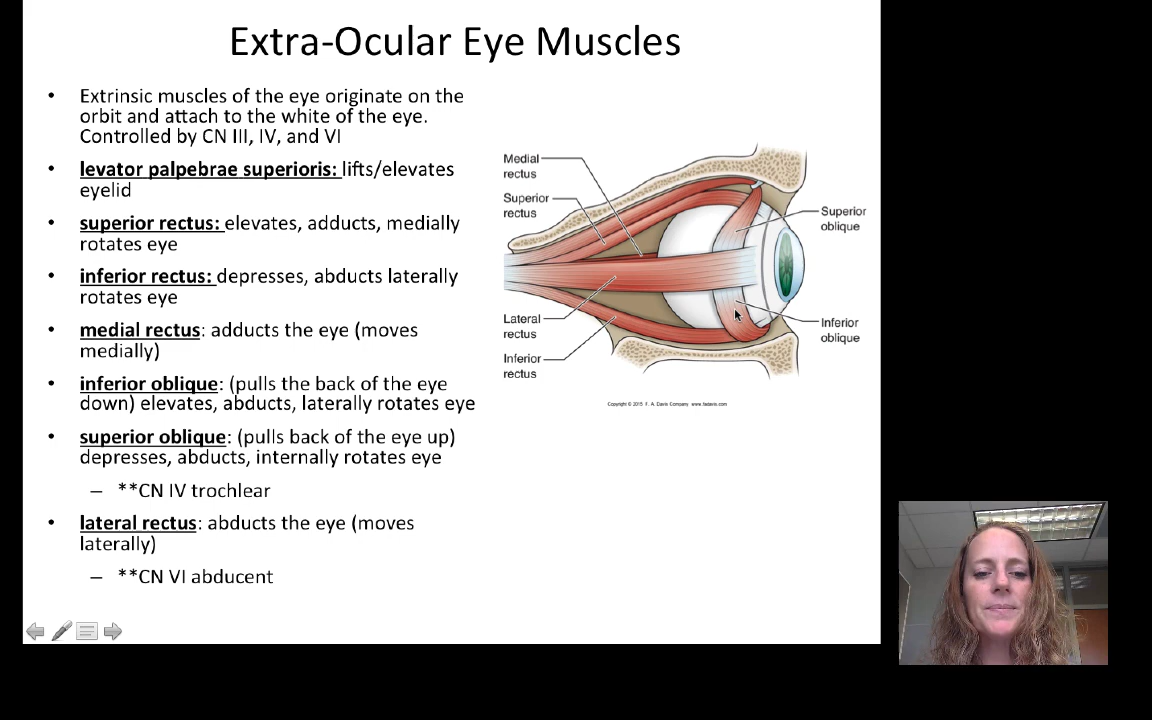 Extra-Ocular Eye Muscles
• Extrinsic muscles of the eye originate on the
orbit and attach to the white of the eye.
Controlled by CN III, IV, and VI
• levator palpebrae superioris: lifts/elevates
eyelid
• superior rectus: elevates, adducts, medially
rotates eye
• inferior rectus: depresses, abducts laterally
rotates eye
• medial rectus: adducts the eye (moves
medially)
• inferior oblique: (pulls the back of the eye
down) elevates, abducts, laterally rotates eye
• superior oblique: (pulls back of the eye up)
depresses, abducts, internally rotates eye
– **CN IV trochlear
• lateral rectus: abducts the eye (moves
laterally)
– **CN VI abducent
Medial
rectus
Superior
rectus
Lateral
rectus
Inferior
rectus
Superior
oblique
Inferior
oblique
Copyright © 2015 F. A. Davis Company www.fadavis.com